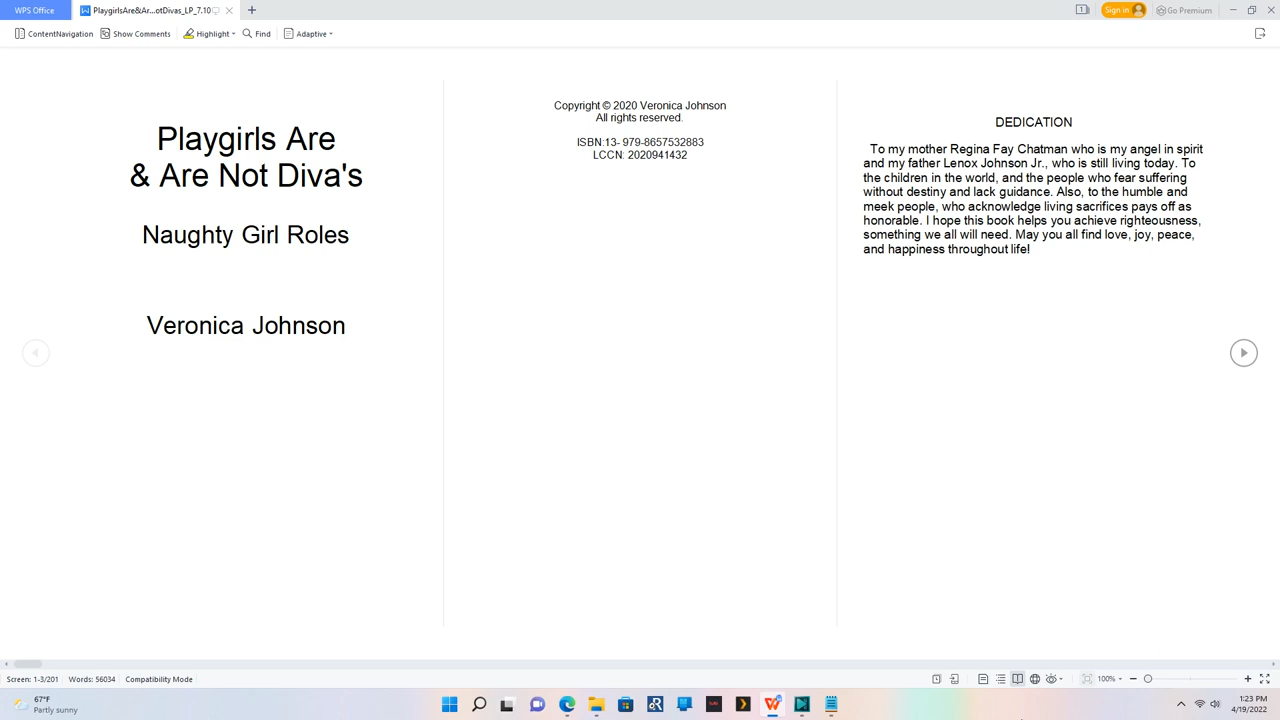 WPS Office
PlaygirlsAre&Ar...otDivas_LP_7.10
Sign in
Go Premium
ContentNavigation
Show Comments
Highlight
Find
Adaptive
Playgirls Are
& Are Not Diva's
Naughty Girl Roles
Veronica Johnson
Copyright © 2020 Veronica Johnson
All rights reserved.
ISBN:13- 979-8657532883
LCCN: 2020941432
DEDICATION
To my mother Regina Fay Chatman who is my angel in spirit
and my father Lenox Johnson Jr., who is still living today. To
the children in the world, and the people who fear suffering
without destiny and lack guidance. Also, to the humble and
meek people, who acknowledge living sacrifices pays off as
honorable. I hope this book helps you achieve righteousness,
something we all will need. May you all find love, joy, peace,
and happiness throughout life!
Screen: 1-3/201
Words: 56034
Compatibility Mode
100%
67°F
Partly sunny
1:23 PM
4/19/2022